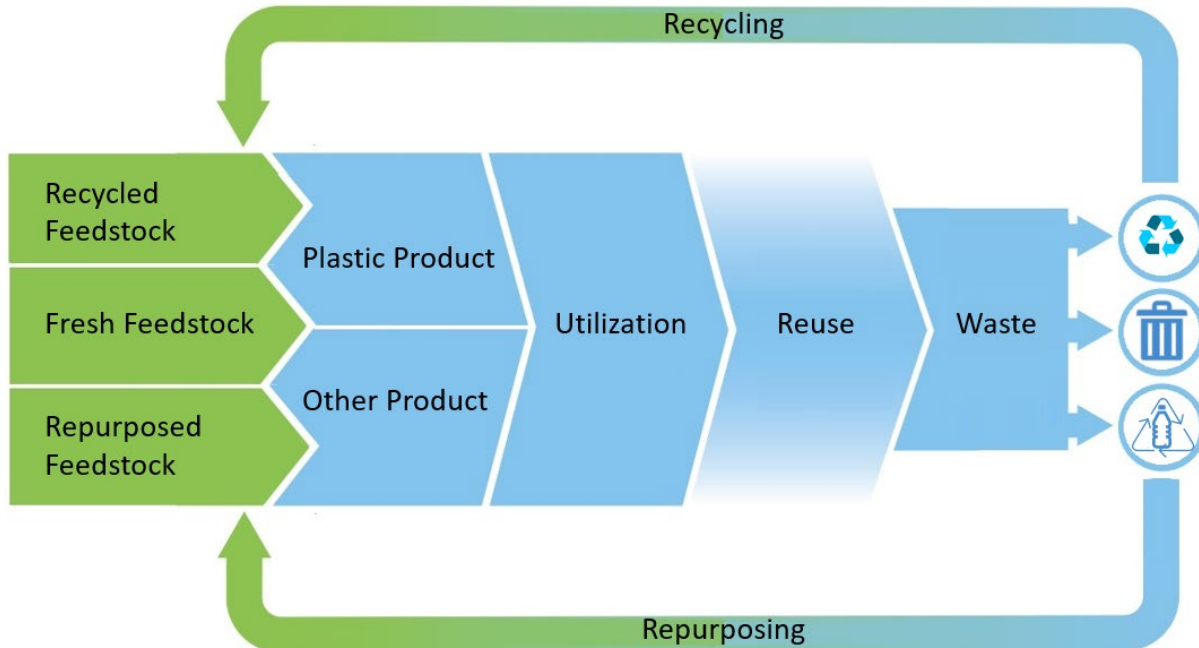 Recycling
Recycled
Feedstock
Plastic Product
Fresh Feedstock
Utilization
Reuse
Waste
Other Product
Repurposed
Feedstock
Repurposing